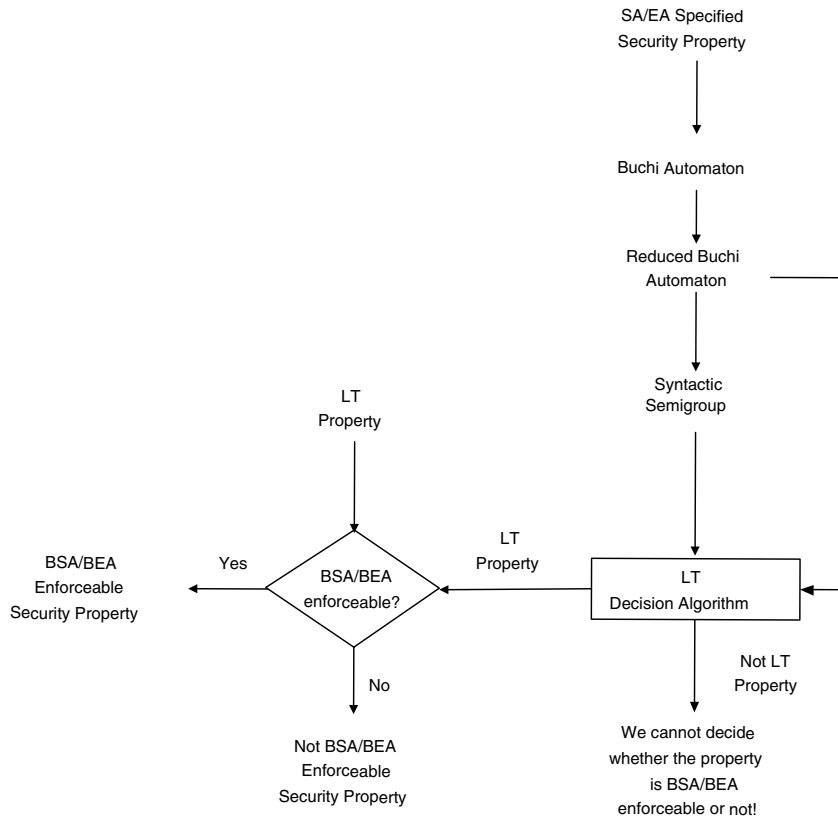 SA/EA Specified
Security Property
Buchi Automaton
Reduced Buchi
Automaton
Syntactic
Semigroup
LT
Property
BSA/BEA
Enforceable
Security Property
Yes
BSA/BEA
enforceable?
LT
Property
LT
Decision Algorithm
No
Not LT
Property
Not BSA/BEA
Enforceable
Security Property
We cannot decide
whether the property
is BSA/BEA
enforceable or not!